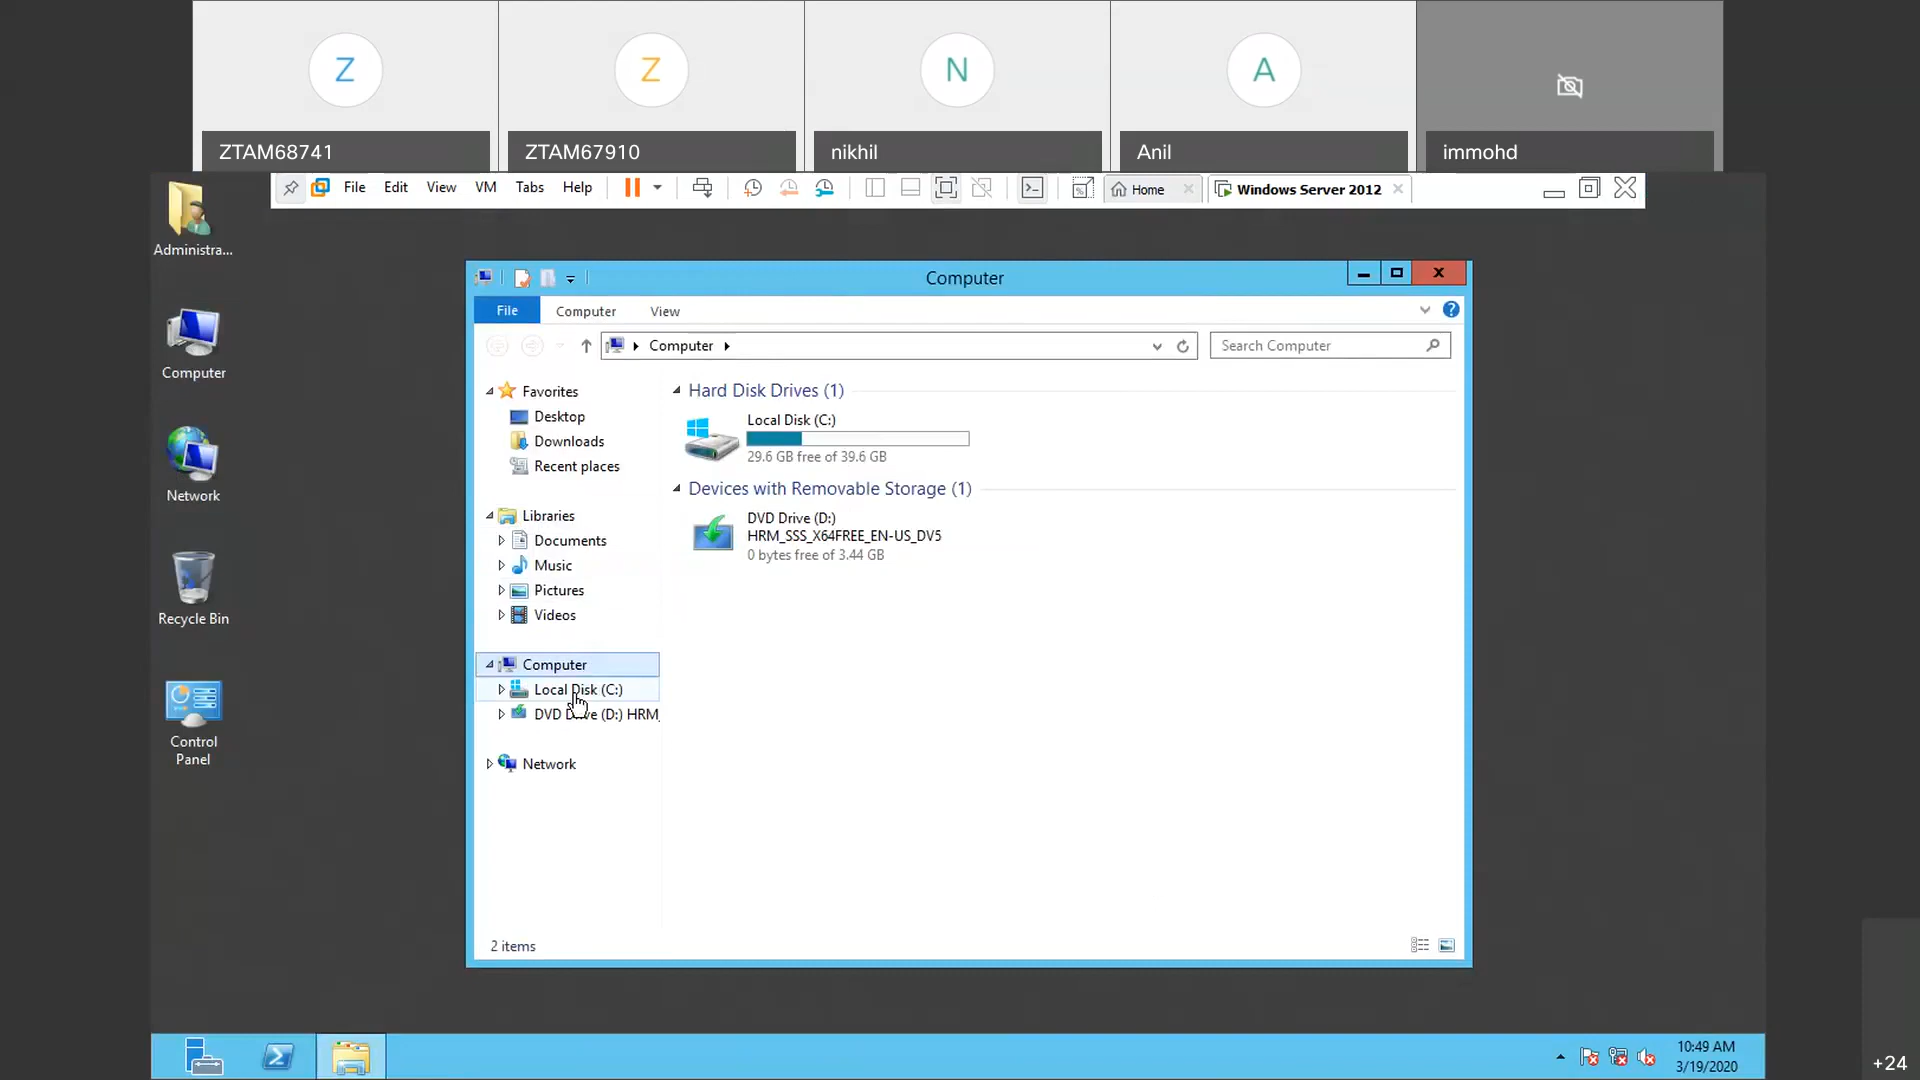 Z
Z
N
A
ZTAM68741
ZTAM67910
nikhil
Anil
immohd
File Edit View VM Tabs Help
Home
Windows Server 2012
Administra...
Computer
Network
Recycle Bin
Control
Panel
Computer
File Computer View
Computer
Search Computer
Favorites
Desktop
Downloads
Recent places
Libraries
Documents
Music
Pictures
Videos
Computer
Local Disk (C:)
DVD Drive (D:) HRM_
Network
Hard Disk Drives (1)
Local Disk (C:)
29.6 GB free of 39.6 GB
Devices with Removable Storage (1)
DVD Drive (D:)
HRM_SSS_X64FREE_EN-US_DV5
0 bytes free of 3.44 GB
2 items
10:49 AM
3/19/2020
+24